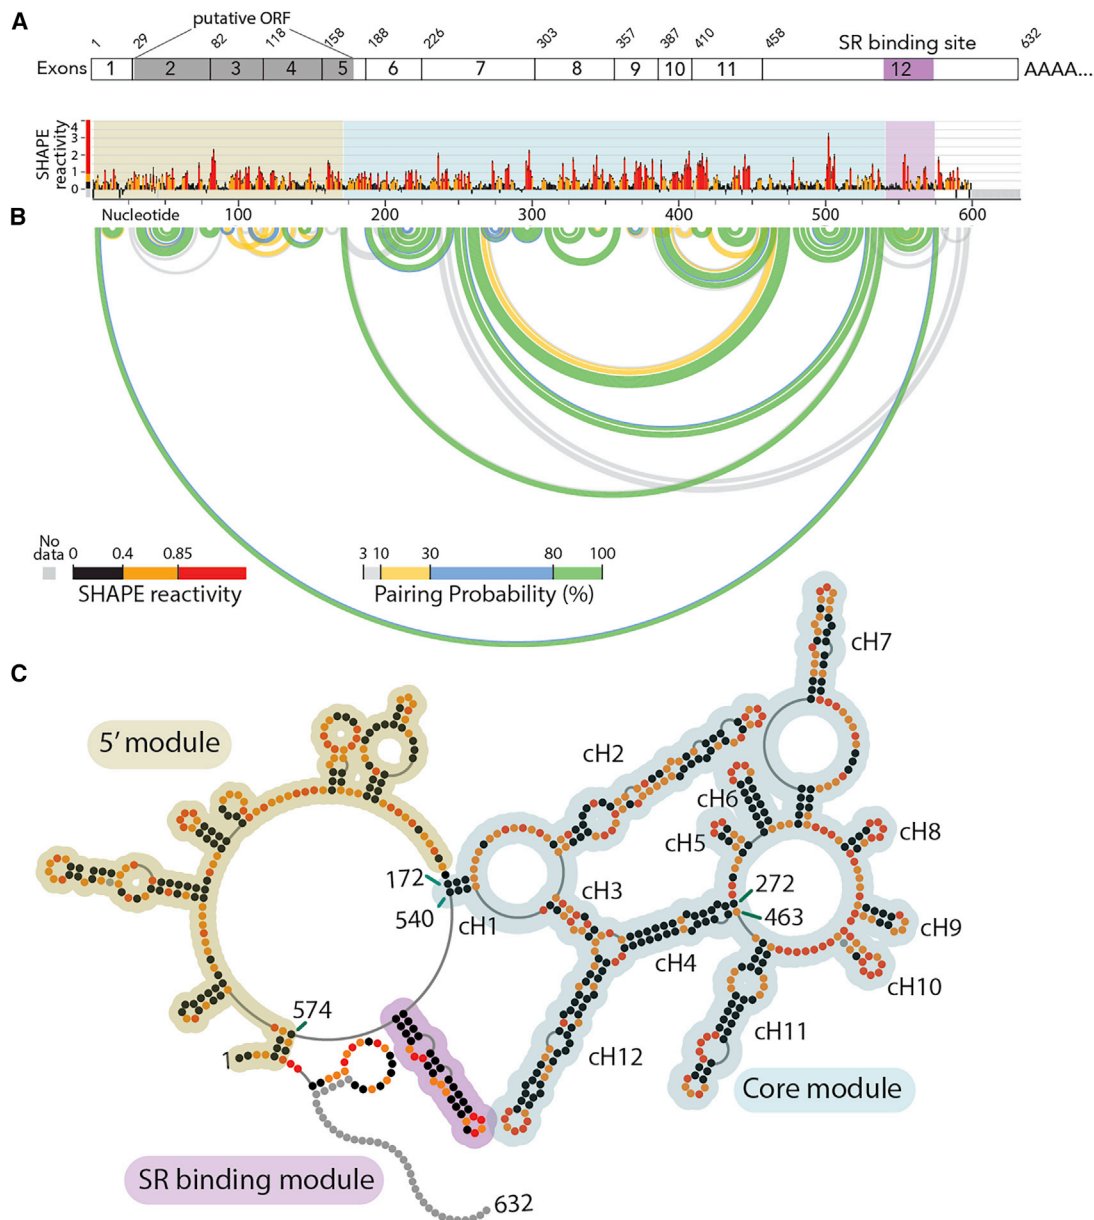 A
putative ORF
1 29 82 118 158 188 226 303 357 387 410 458 SR binding site 632
Exons 1 2 3 4 5 6 7 8 9 10 11 12 AAAA...
SHAPE
reactivity
4
3
2
1
0
B
Nucleotide 100 200 300 400 500 600
No
data
0 0.4 0.85
SHAPE reactivity
3 10 30 80 100
Pairing Probability (%)
C
5' module
cH7
cH2
cH6
cH5
cH8
172
540
cH1
cH3
272
463
cH4
cH9
cH10
574
1
cH11
cH12
Core module
SR binding module
632